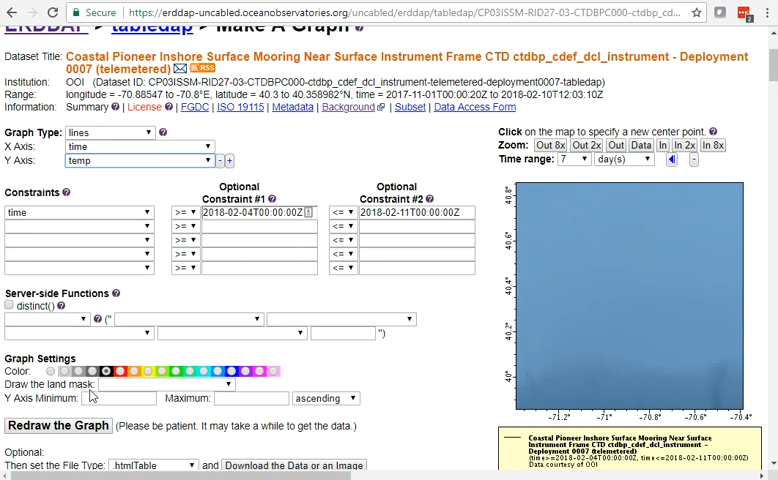 Secure | https://erddap-uncabled.oceanobservatories.org/uncabled/erddap/tabledap/CP03ISSM-RID27-03-CTDBPC000-ctdbp_cdef_dcl_instrument-telemetered-d...
ERDDAP > tabledap > Make A Graph ?
Dataset Title: Coastal Pioneer Inshore Surface Mooring Near Surface Instrument Frame CTD ctdbp_cdef_dcl_instrument - Deployment
0007 (telemetered) RSS
Institution: OOI (Dataset ID: CP03ISSM-RID27-03-CTDBPC000-ctdbp_cdef_dcl_instrument-telemetered-deployment0007-tabledap)
Range: longitude = -70.88547 to -70.8°E, latitude = 40.3 to 40.358982°N, time = 2017-11-01T00:00:20Z to 2018-02-10T12:03:10Z
Information: Summary ? | License ? | FGDC | ISO 19115 | Metadata | Background | Subset | Data Access Form
Graph Type: lines ?
X Axis: time
Y Axis: temp - +
Click on the map to specify a new center point. ?
Zoom: Out 8x Out 2x Out Data In In 2x In 8x
Time range: 7 day(s) -
Constraints ?
Optional
Constraint #1 ?
Optional
Constraint #2 ?
time >= 2018-02-04T00:00:00Z <= 2018-02-11T00:00:00Z
>= <=
>= <=
>= <=
>= <=
Server-side Functions ?
distinct() ?
? ("
")
Graph Settings
Color:
Draw the land mask:
Y Axis Minimum: Maximum: ascending
Redraw the Graph (Please be patient. It may take a while to get the data.)
Optional:
Then set the File Type: .htmlTable and Download the Data or an Image
40.8°
40.6°
40.4°
40.2°
40°
-71.2° -71° -70.8° -70.6° -70.4°
Coastal Pioneer Inshore Surface Mooring Near Surface
Instrument Frame CTD ctdbp_cdef_dcl_instrument -
Deployment 0007 (telemetered)
(time>=2018-02-04T00:00:00Z, time<=2018-02-11T00:00:00Z)
Data courtesy of OOI